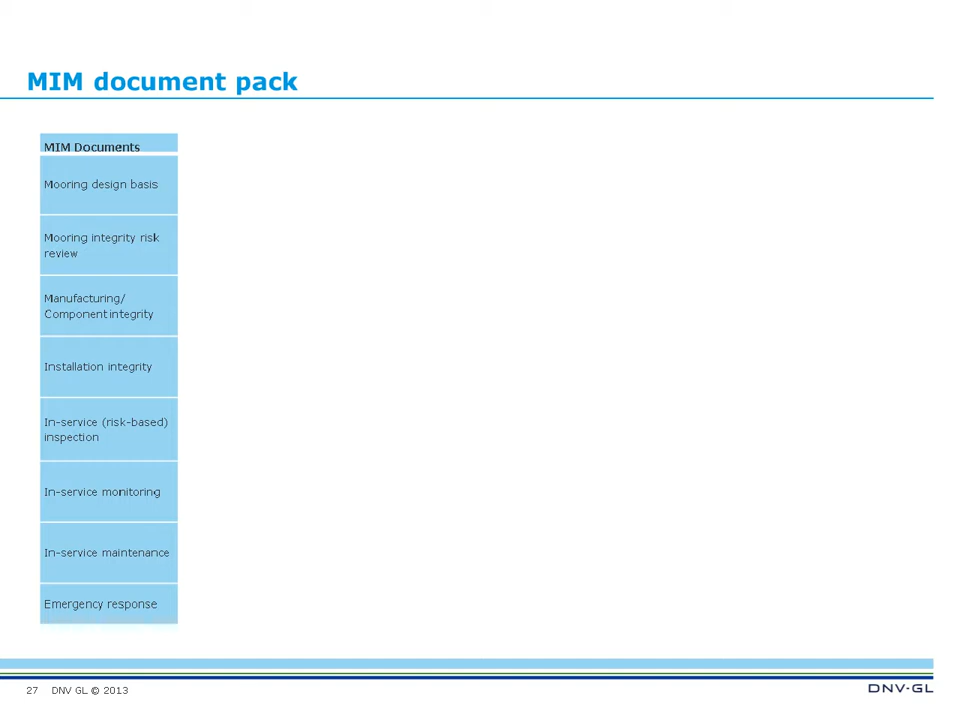 MIM document pack
MIM Documents
Mooring design basis
Mooring integrity risk
review
Manufacturing/
Component integrity
Installation integrity
In-service (risk-based)
inspection
In-service monitoring
In-service maintenance
Emergency response
27 DNV GL © 2013
DNV·GL